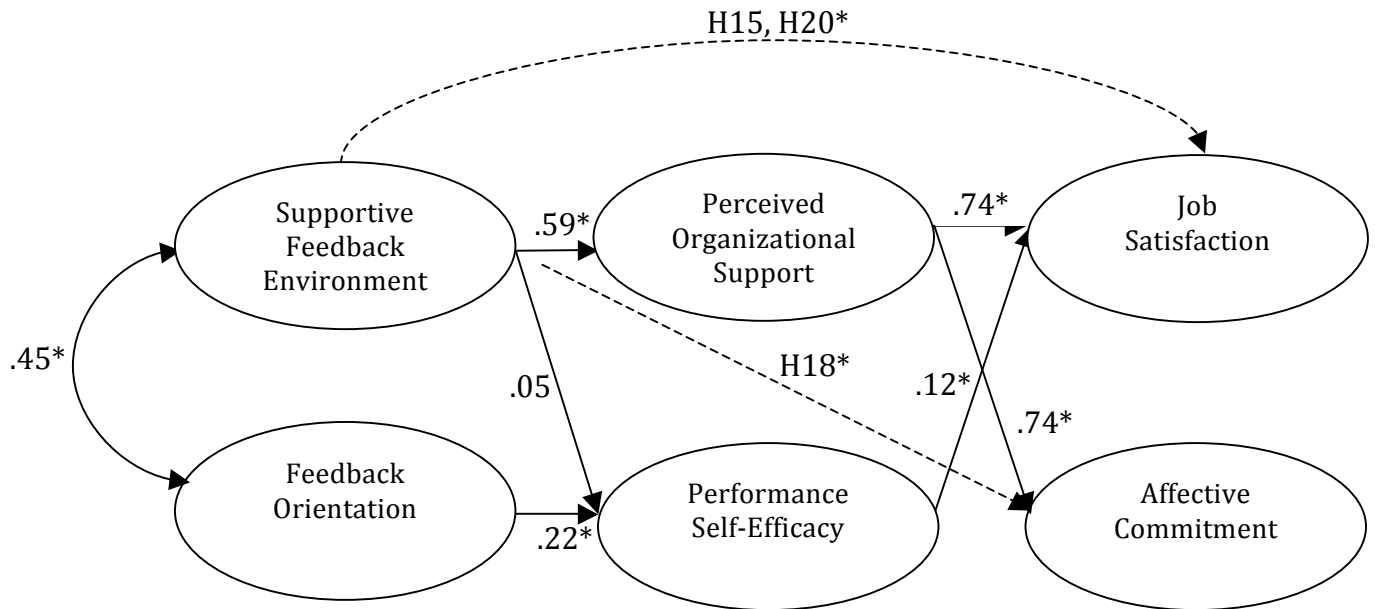 H15, H20*
Supportive
Feedback
Environment
.59*
Perceived
Organizational
Support
.74*
Job
Satisfaction
.45*
.05
H18*
.12*
.74*
Feedback
Orientation
.22*
Performance
Self-Efficacy
Affective
Commitment